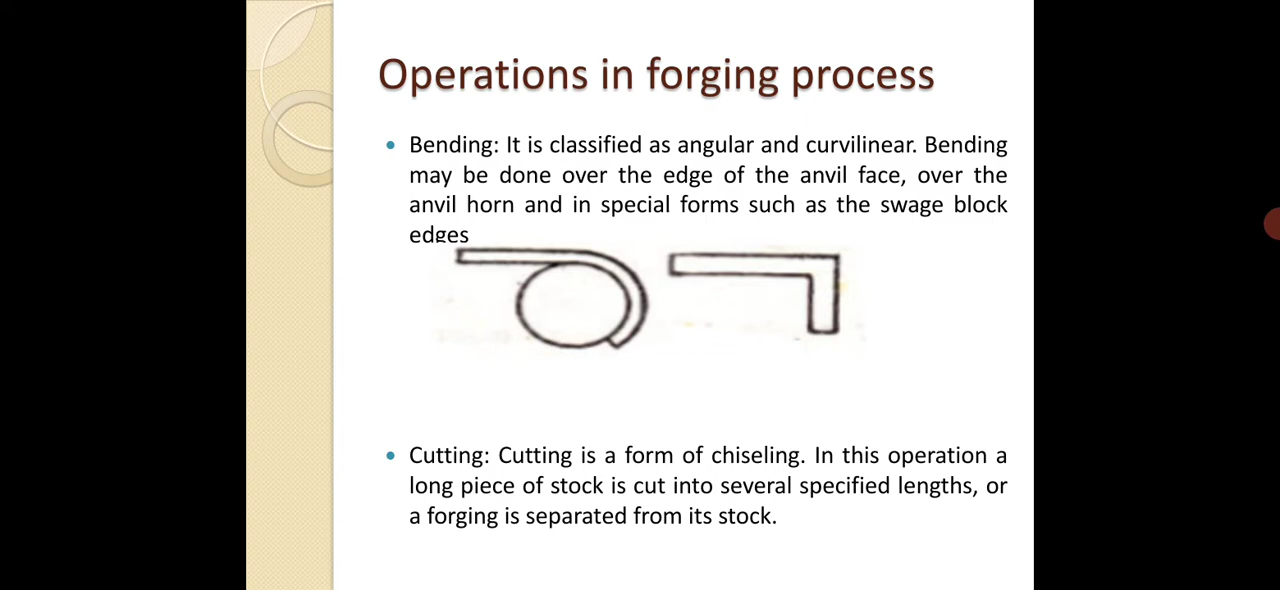 Operations in forging process
• Bending: It is classified as angular and curvilinear. Bending
may be done over the edge of the anvil face, over the
anvil horn and in special forms such as the swage block
edges
• Cutting: Cutting is a form of chiseling. In this operation a
long piece of stock is cut into several specified lengths, or
a forging is separated from its stock.